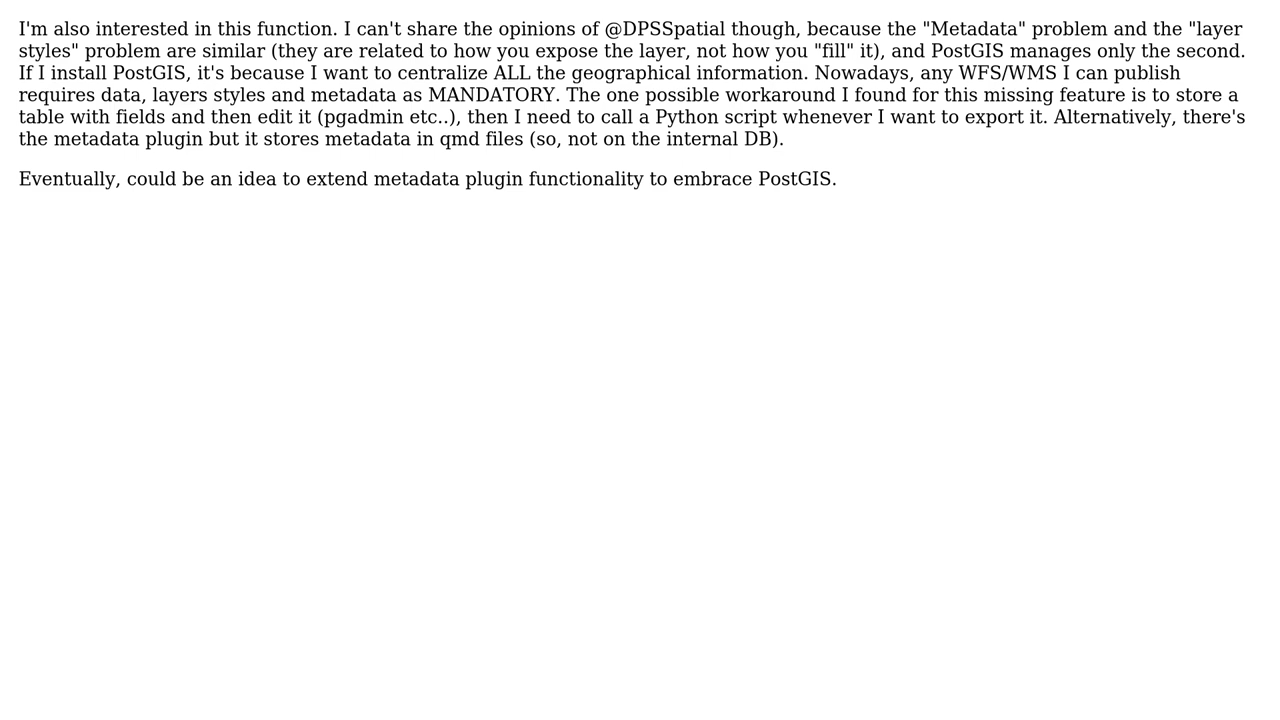 I'm also interested in this function. I can't share the opinions of @DPSSpatial though, because the "Metadata" problem and the "layer
styles" problem are similar (they are related to how you expose the layer, not how you "fill" it), and PostGIS manages only the second.
If I install PostGIS, it's because I want to centralize ALL the geographical information. Nowadays, any WFS/WMS I can publish
requires data, layers styles and metadata as MANDATORY. The one possible workaround I found for this missing feature is to store a
table with fields and then edit it (pgadmin etc..), then I need to call a Python script whenever I want to export it. Alternatively, there's
the metadata plugin but it stores metadata in qmd files (so, not on the internal DB).
Eventually, could be an idea to extend metadata plugin functionality to embrace PostGIS.